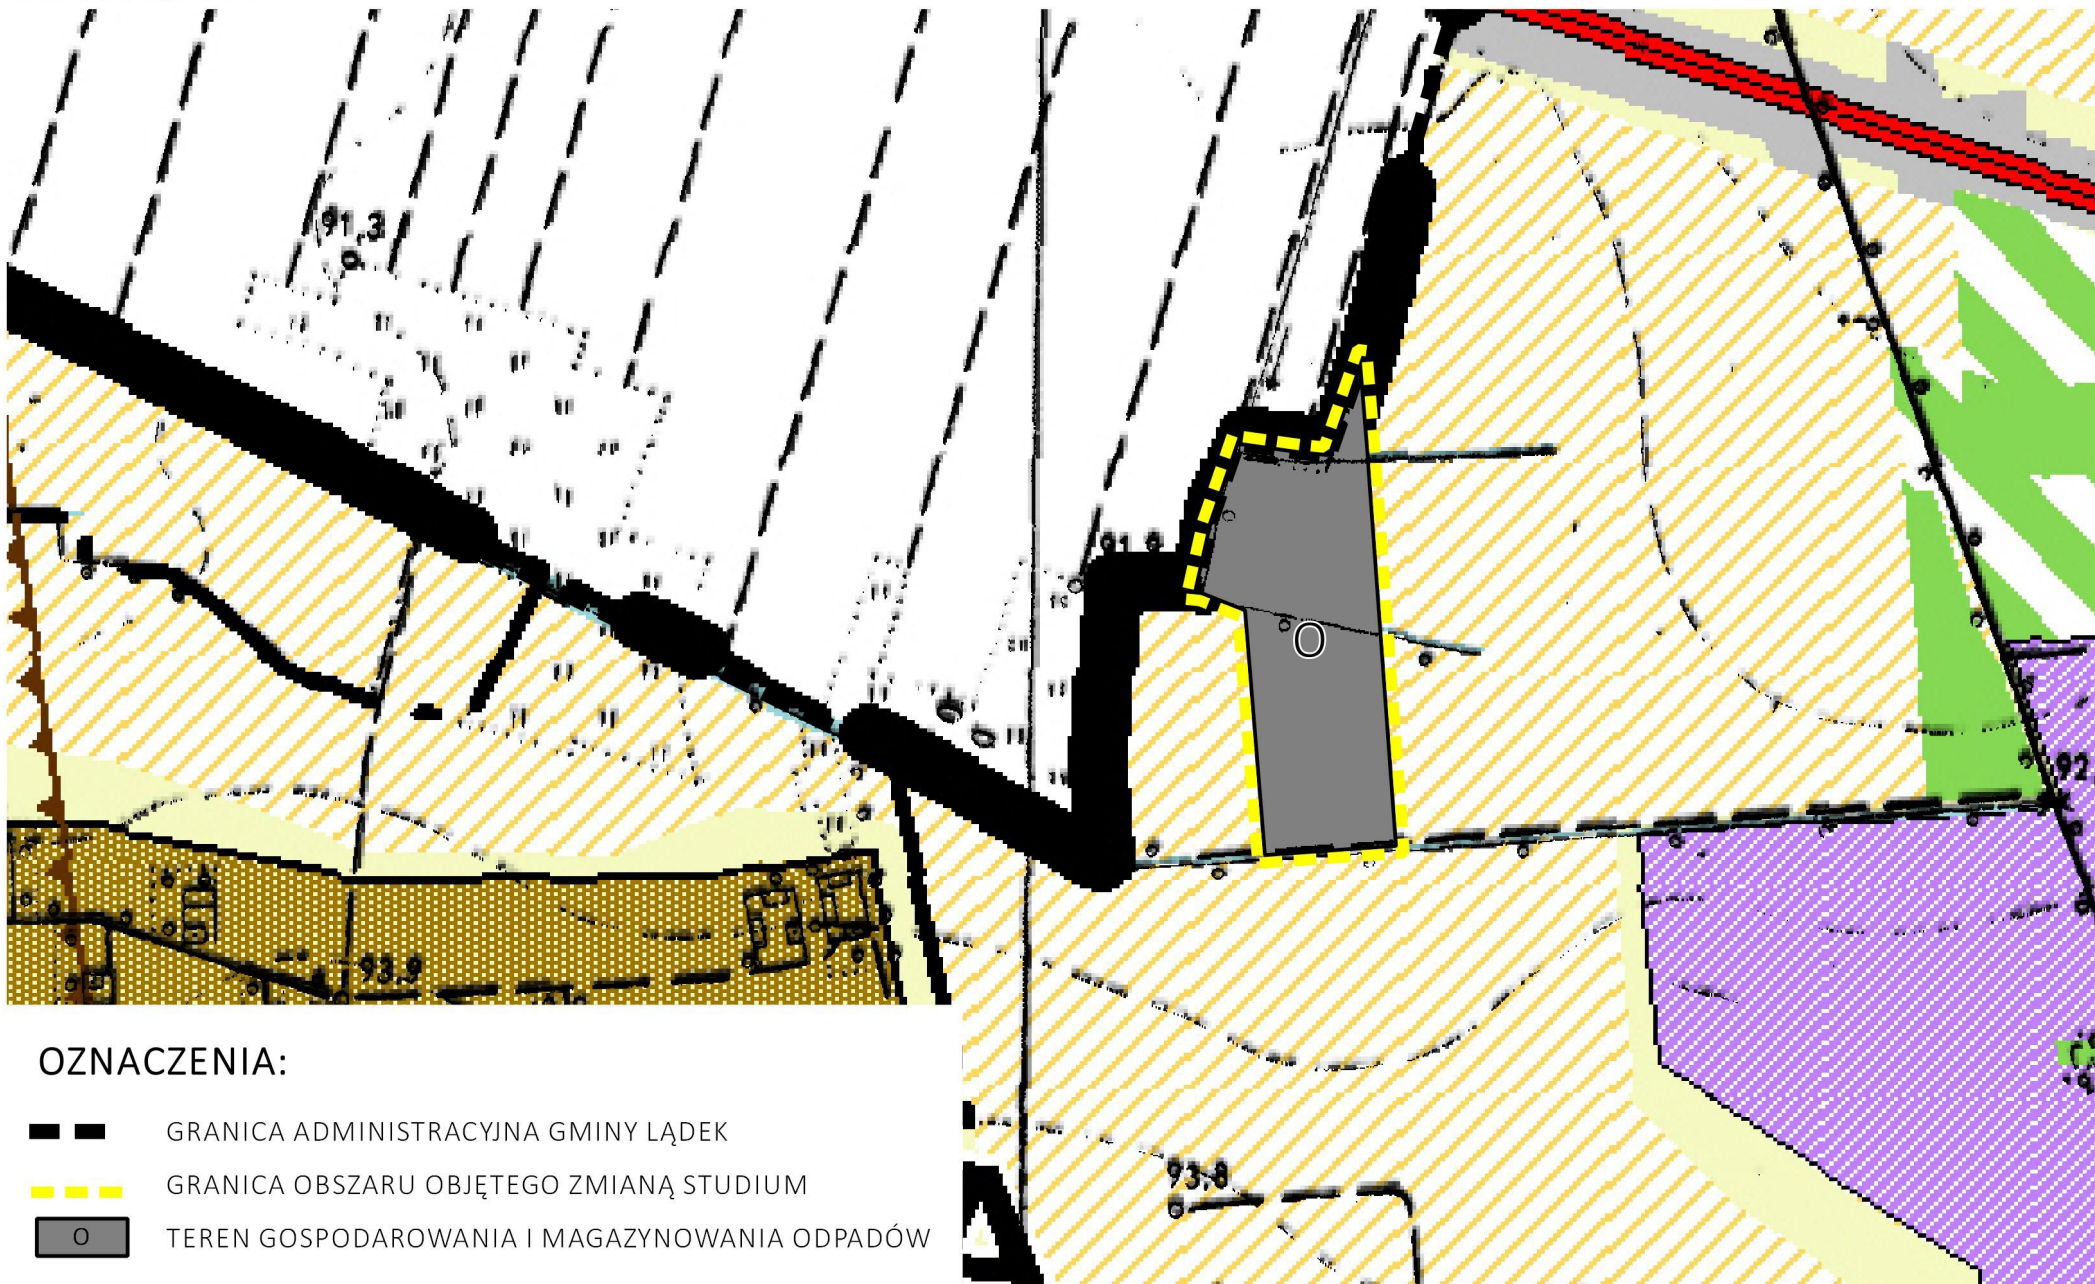 91.3
91.9
O
92
93.9
OZNACZENIA:
GRANICA ADMINISTRACYJNA GMINY LĄDEK
GRANICA OBSZARU OBJĘTEGO ZMIANĄ STUDIUM
O TEREN GOSPODAROWANIA I MAGAZYNOWANIA ODPADÓW
93.8